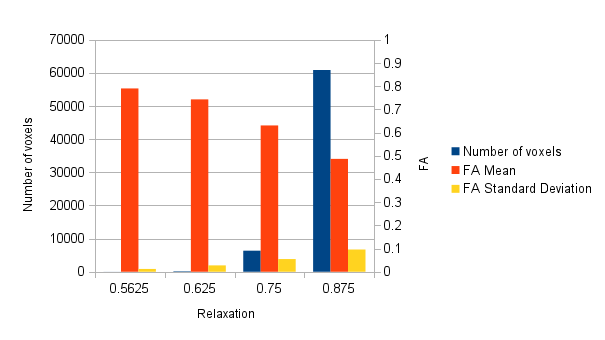 70000
60000
50000
40000
30000
20000
10000
0
Number of voxels
1
0.9
0.8
0.7
0.6
0.5
0.4
0.3
0.2
0.1
0
FA
0.5625 0.625 0.75 0.875
Relaxation
Number of voxels
FA Mean
FA Standard Deviation